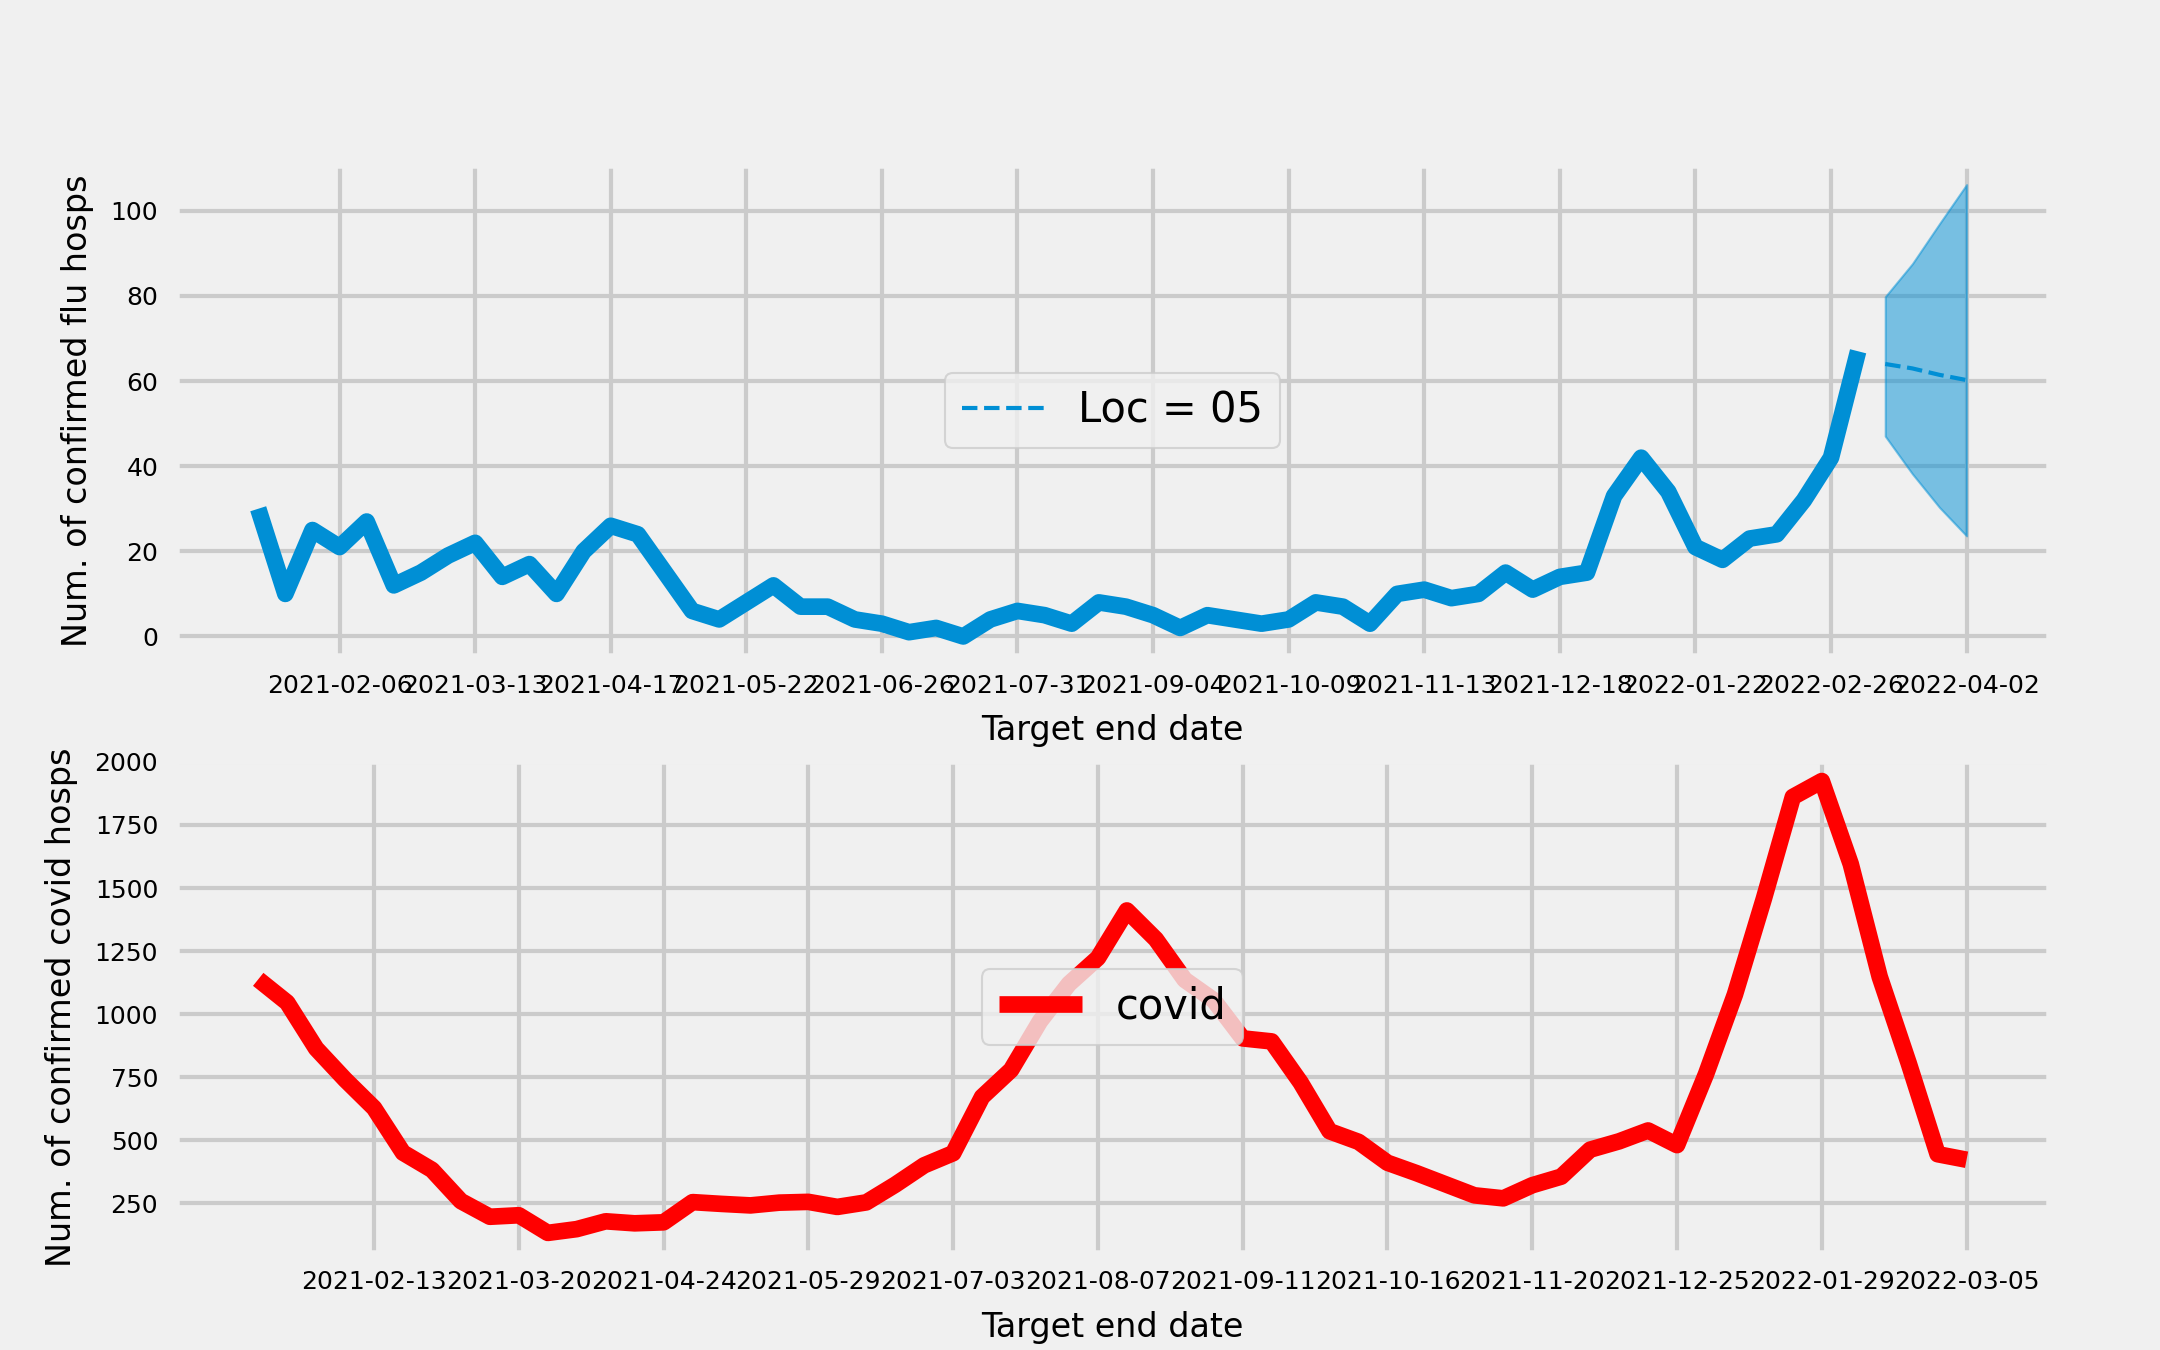 Num. of confirmed flu hosps
100
80
60
40
20
0
Loc = 05
2021-02-06 2021-03-13 2021-04-17 2021-05-22 2021-06-26 2021-07-31 2021-09-04 2021-10-09 2021-11-13 2021-12-18 2022-01-22 2022-02-26 2022-04-02
Target end date
Num. of confirmed covid hosps
2000
1750
1500
1250
1000
750
500
250
covid
2021-02-13 2021-03-20 2021-04-24 2021-05-29 2021-07-03 2021-08-07 2021-09-11 2021-10-16 2021-11-20 2021-12-25 2022-01-29 2022-03-05
Target end date